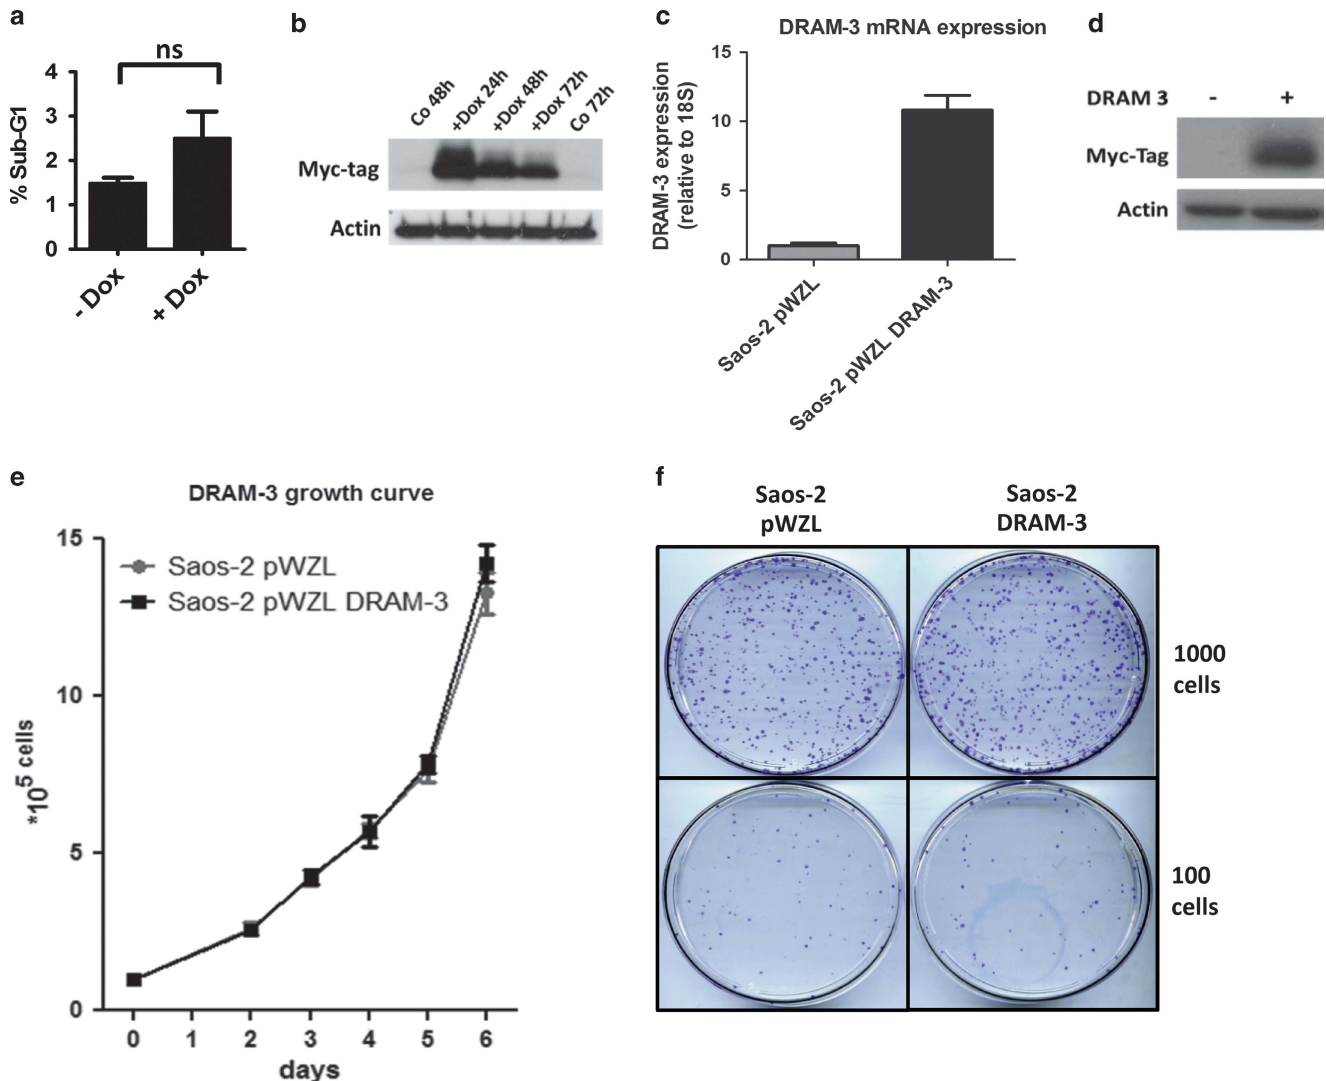 a
ns
4
3
2
1
0
% Sub-G1
- Dox
+ Dox
b
Co 48h
+Dox 24h
+Dox 48h
+Dox 72h
Co 72h
Myc-tag
Actin
c
DRAM-3 mRNA expression
15
10
5
0
DRAM-3 expression
(relative to 18S)
Saos-2 pWZL
Saos-2 pWZL DRAM-3
d
DRAM 3 - +
Myc-Tag
Actin
e
DRAM-3 growth curve
15
10
5
0
*10⁵ cells
Saos-2 pWZL
Saos-2 pWZL DRAM-3
0 1 2 3 4 5 6
days
f
Saos-2
pWZL
Saos-2
DRAM-3
1000
cells
100
cells